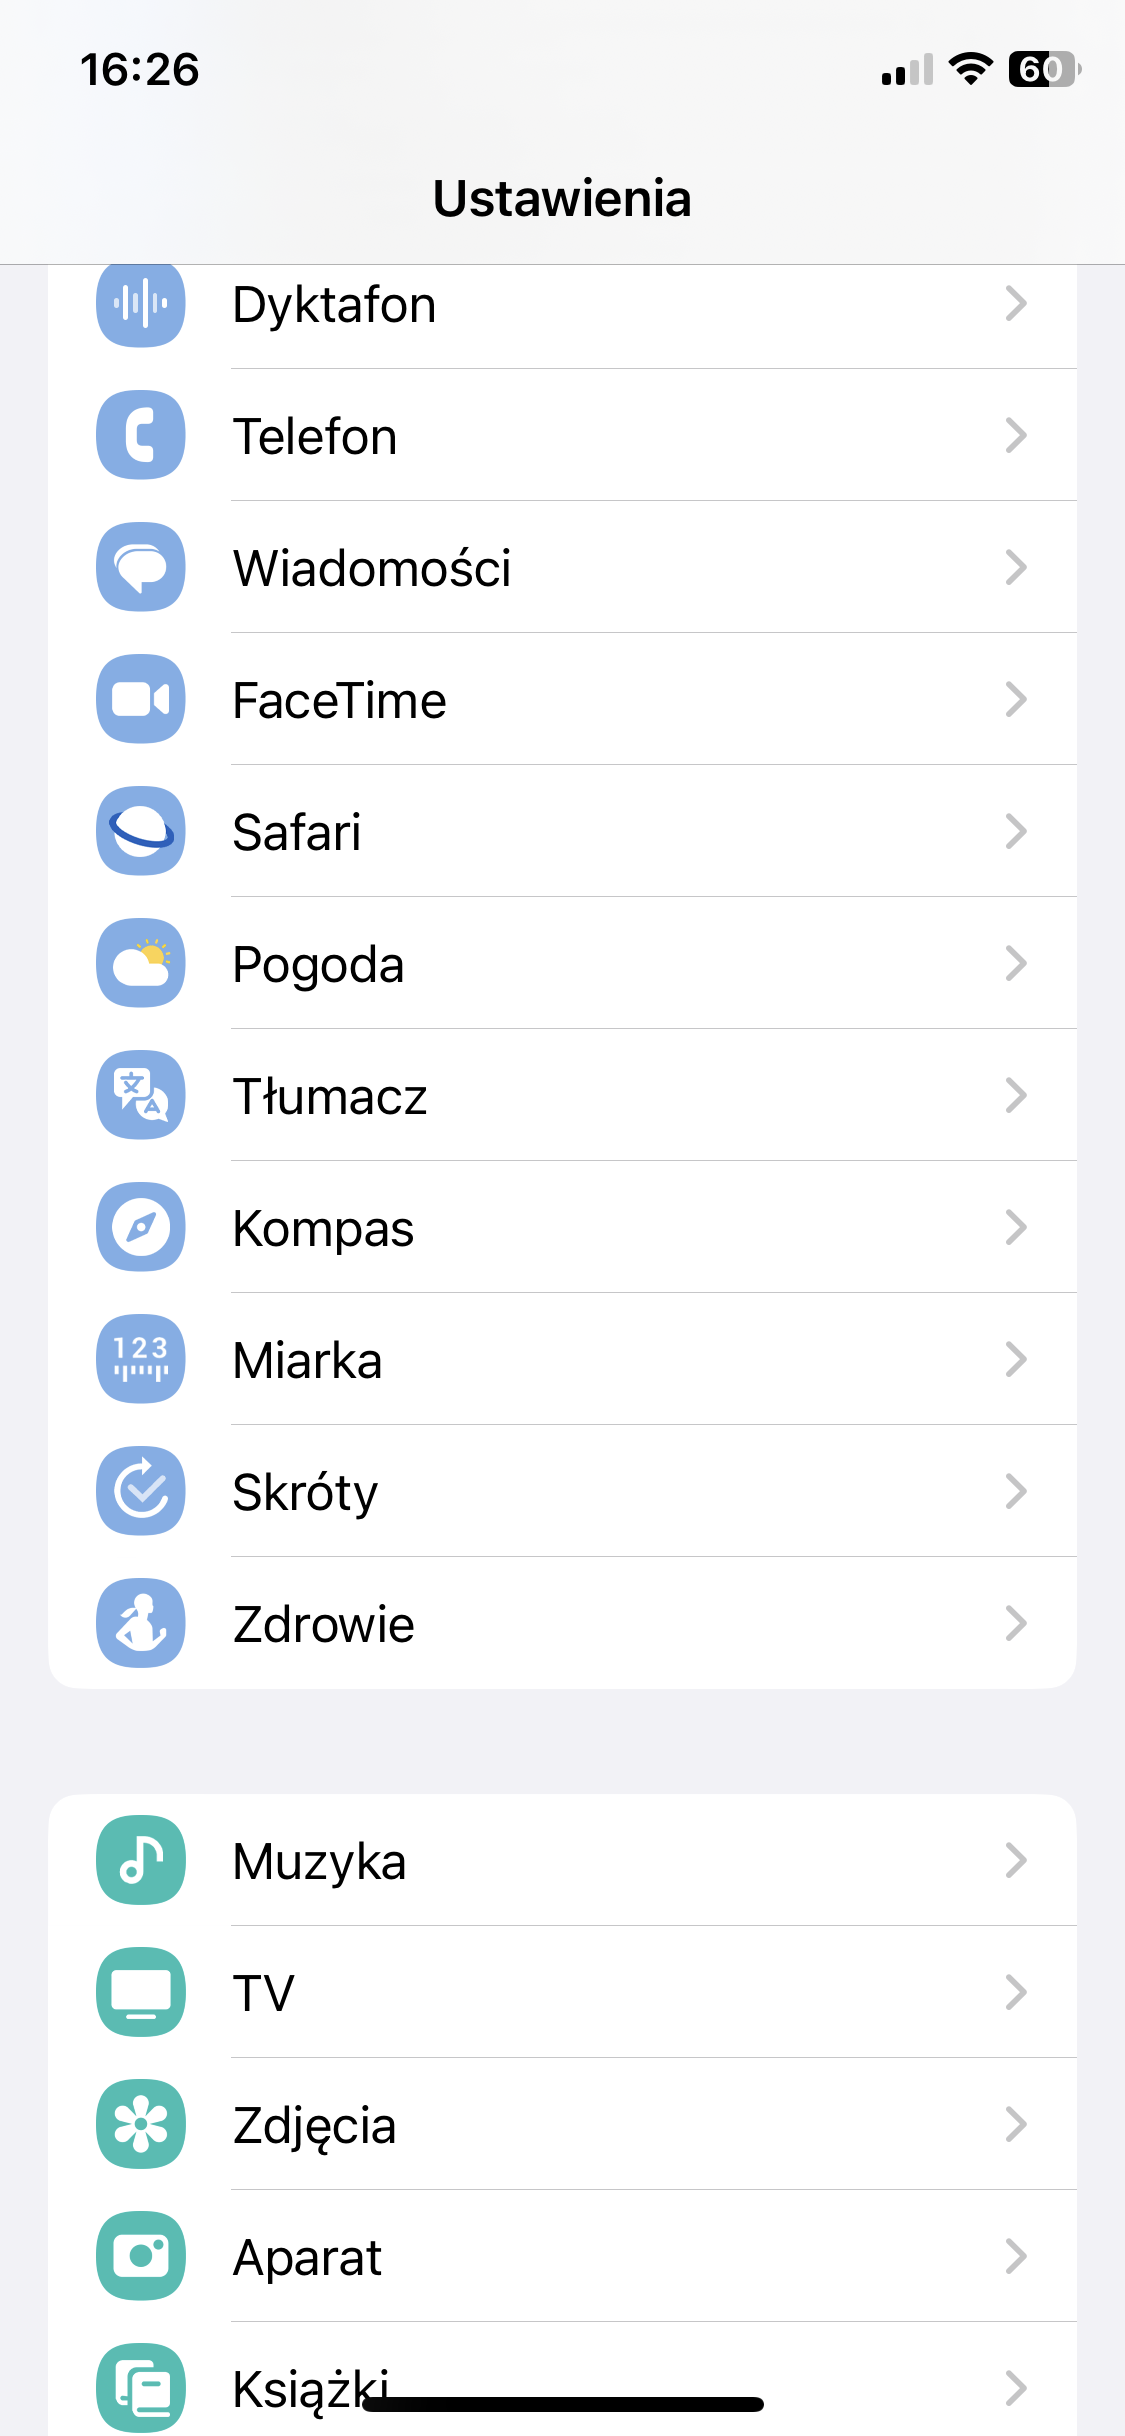 16:26
60
Ustawienia
Dyktafon
Telefon
Wiadomości
FaceTime
Safari
Pogoda
文
A
Tłumacz
Kompas
123
Miarka
Skróty
Zdrowie
Muzyka
TV
Zdjęcia
Aparat
Książki